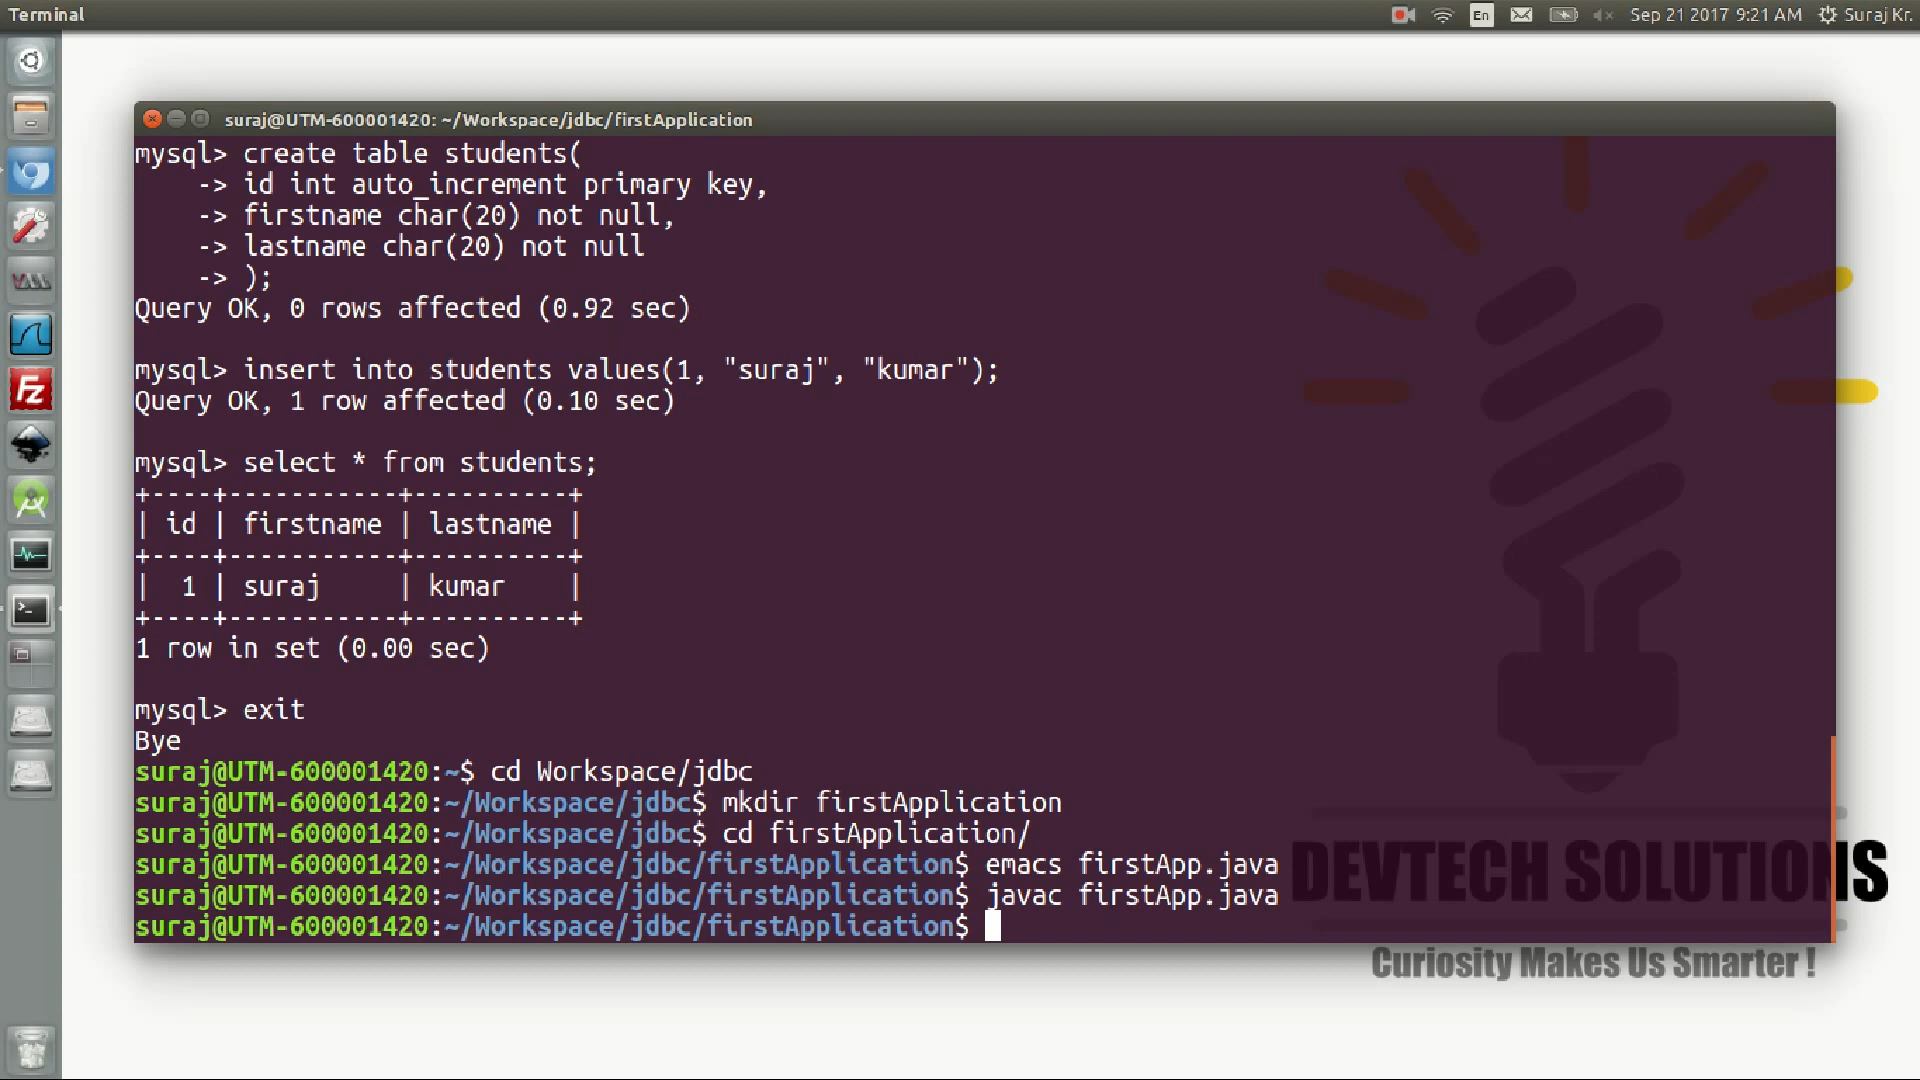 Terminal
En
Sep 21 2017 9:21 AM
Suraj Kr.
suraj@UTM-600001420: ~/Workspace/jdbc/firstApplication
mysql> create table students(
    -> id int auto_increment primary key,
    -> firstname char(20) not null,
    -> lastname char(20) not null
    -> );
Query OK, 0 rows affected (0.92 sec)
mysql> insert into students values(1, "suraj", "kumar");
Query OK, 1 row affected (0.10 sec)
mysql> select * from students;
+----+-----------+----------+
| id | firstname | lastname |
+----+-----------+----------+
|  1 | suraj     | kumar    |
+----+-----------+----------+
1 row in set (0.00 sec)
mysql> exit
Bye
suraj@UTM-600001420:~$ cd Workspace/jdbc
suraj@UTM-600001420:~/Workspace/jdbc$ mkdir firstApplication
suraj@UTM-600001420:~/Workspace/jdbc$ cd firstApplication/
suraj@UTM-600001420:~/Workspace/jdbc/firstApplication$ emacs firstApp.java
suraj@UTM-600001420:~/Workspace/jdbc/firstApplication$ javac firstApp.java
suraj@UTM-600001420:~/Workspace/jdbc/firstApplication$
DEVTECH SOLUTIONS
Curiosity Makes Us Smarter !
Fz